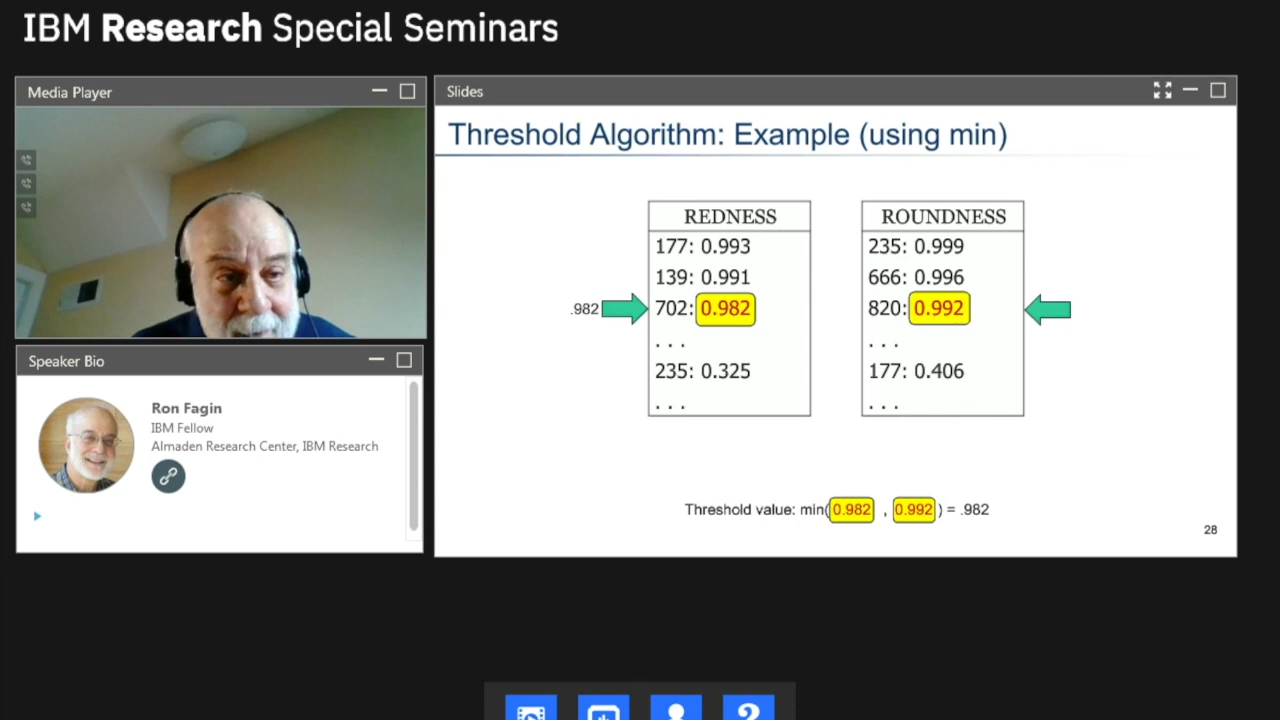 IBM Research Special Seminars
Media Player
Speaker Bio
Ron Fagin
IBM Fellow
Almaden Research Center, IBM Research
Slides
Threshold Algorithm: Example (using min)
REDNESS
177: 0.993
139: 0.991
.982
702: 0.982
. . .
235: 0.325
. . .
ROUNDNESS
235: 0.999
666: 0.996
820: 0.992
. . .
177: 0.406
. . .
Threshold value: min(0.982 , 0.992 ) = .982
28
?